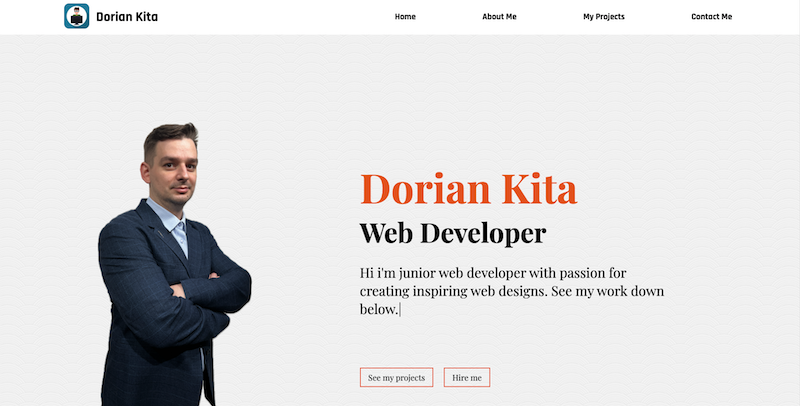 Dorian Kita
Home
About Me
My Projects
Contact Me
Dorian Kita
Web Developer
Hi i'm junior web developer with passion for
creating inspiring web designs. See my work down
below.|
See my projects
Hire me